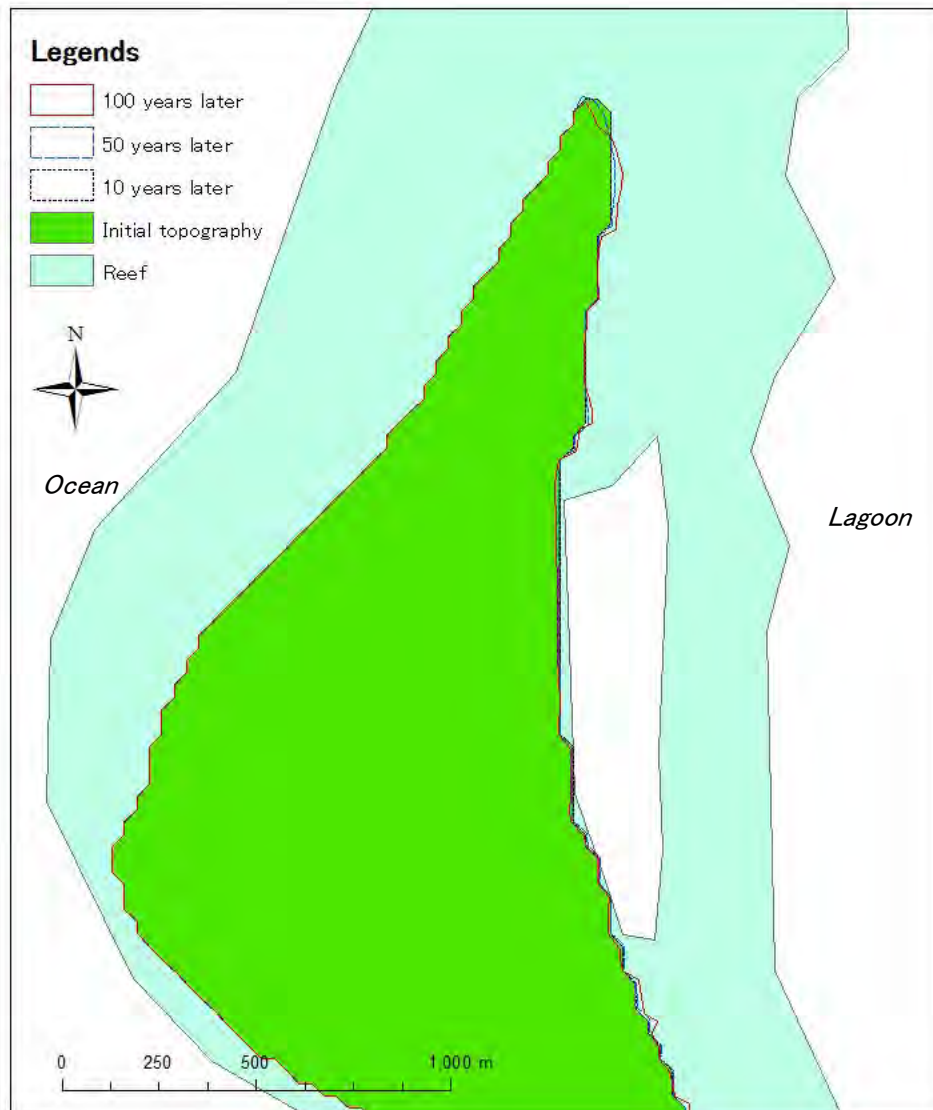 Legends
100 years later
50 years later
10 years later
Initial topography
Reef
N
Ocean
Lagoon
0 250 500 1,000 m